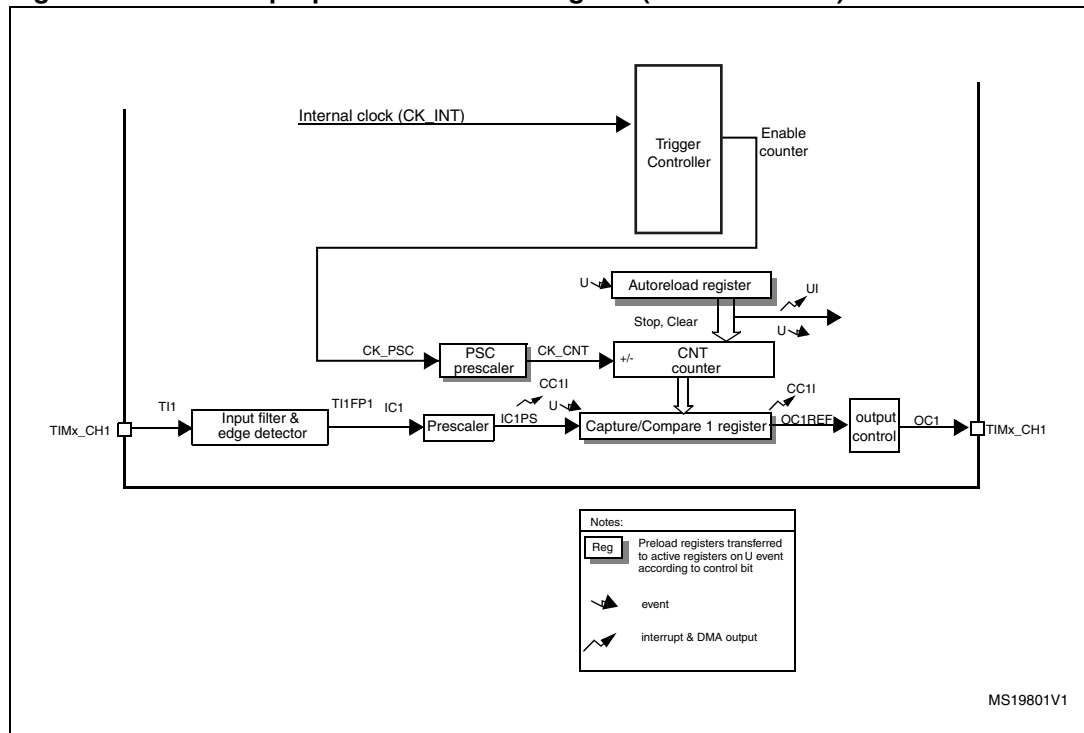 Internal clock (CK_INT)
Trigger
Controller
Enable
counter
U
Autoreload register
UI
Stop, Clear
U
CK_PSC
PSC
prescaler
CK_CNT
+/-
CNT
counter
CC1I
CC1I
U
TI1
TI1FP1
IC1
IC1PS
OC1REF
OC1
TIMx_CH1
Input filter &
edge detector
Prescaler
Capture/Compare 1 register
output
control
TIMx_CH1
Notes:
Reg
Preload registers transferred
to active registers on U event
according to control bit
event
interrupt & DMA output
MS19801V1